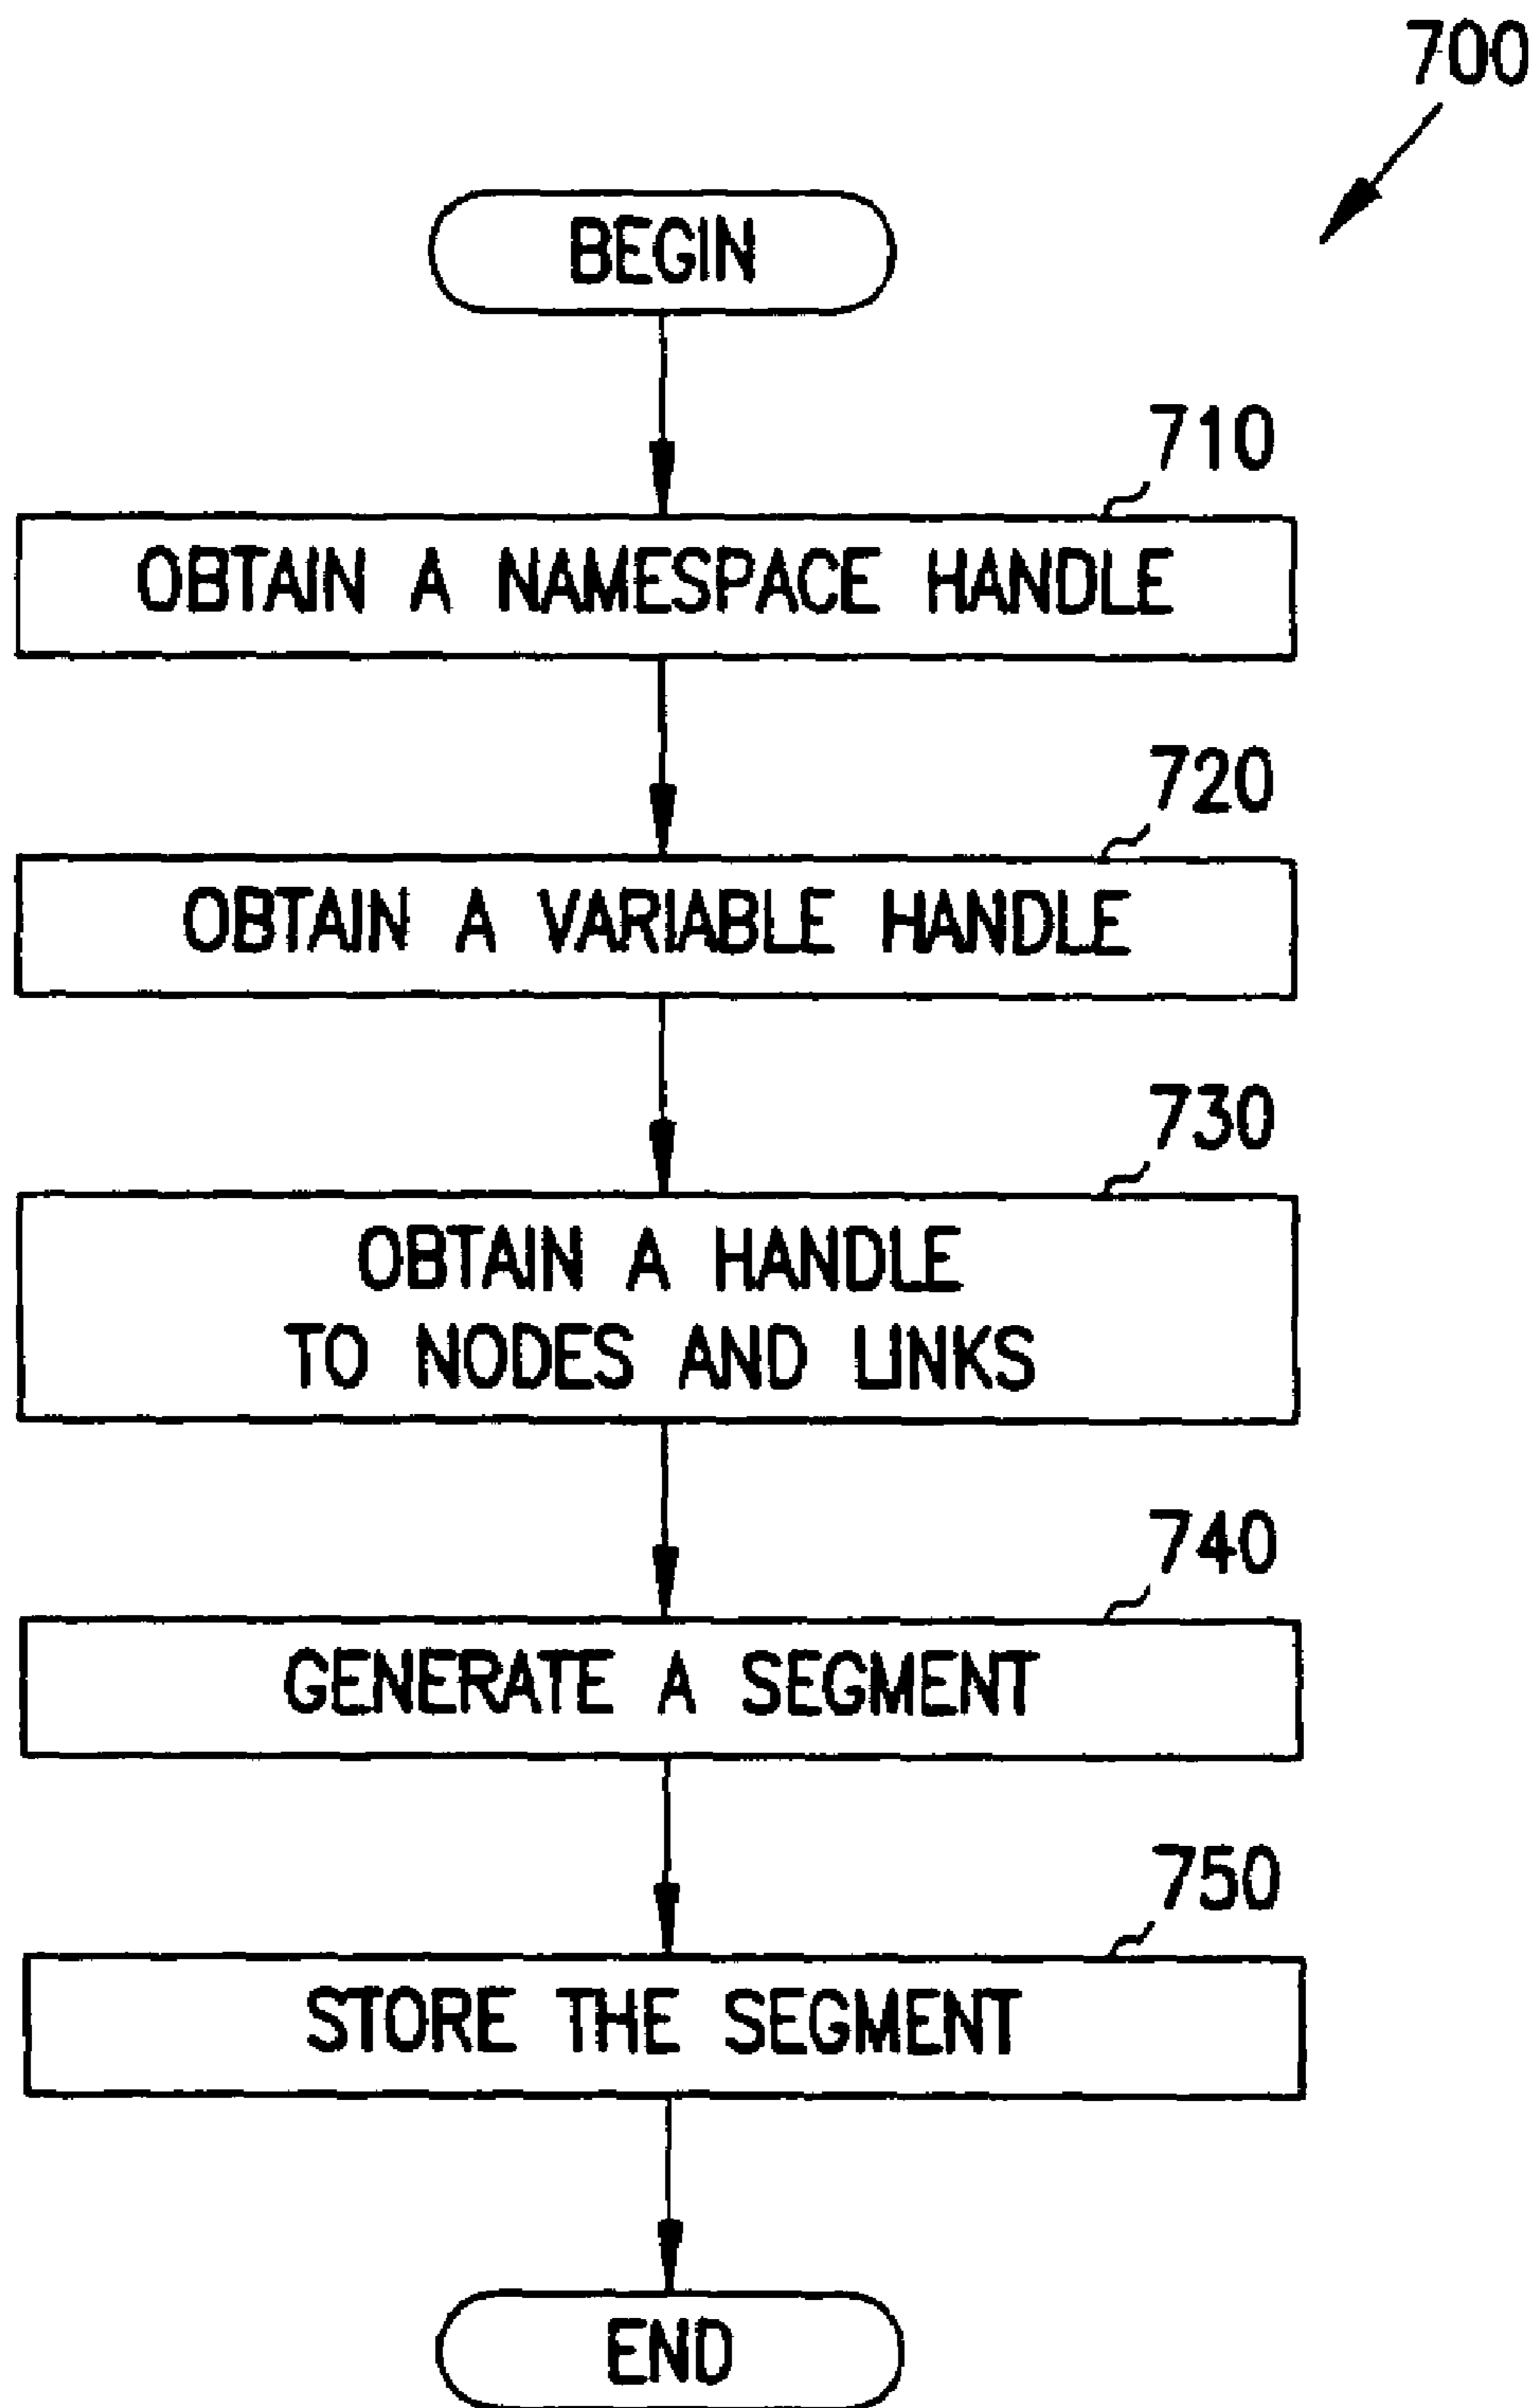 700
BEGIN
710
OBTAIN A NAMESPACE HANDLE
720
OBTAIN A VARIABLE HANDLE
730
OBTAIN A HANDLE
TO NODES AND LINKS
740
GENERATE A SEGMENT
750
STORE THE SEGMENT
END